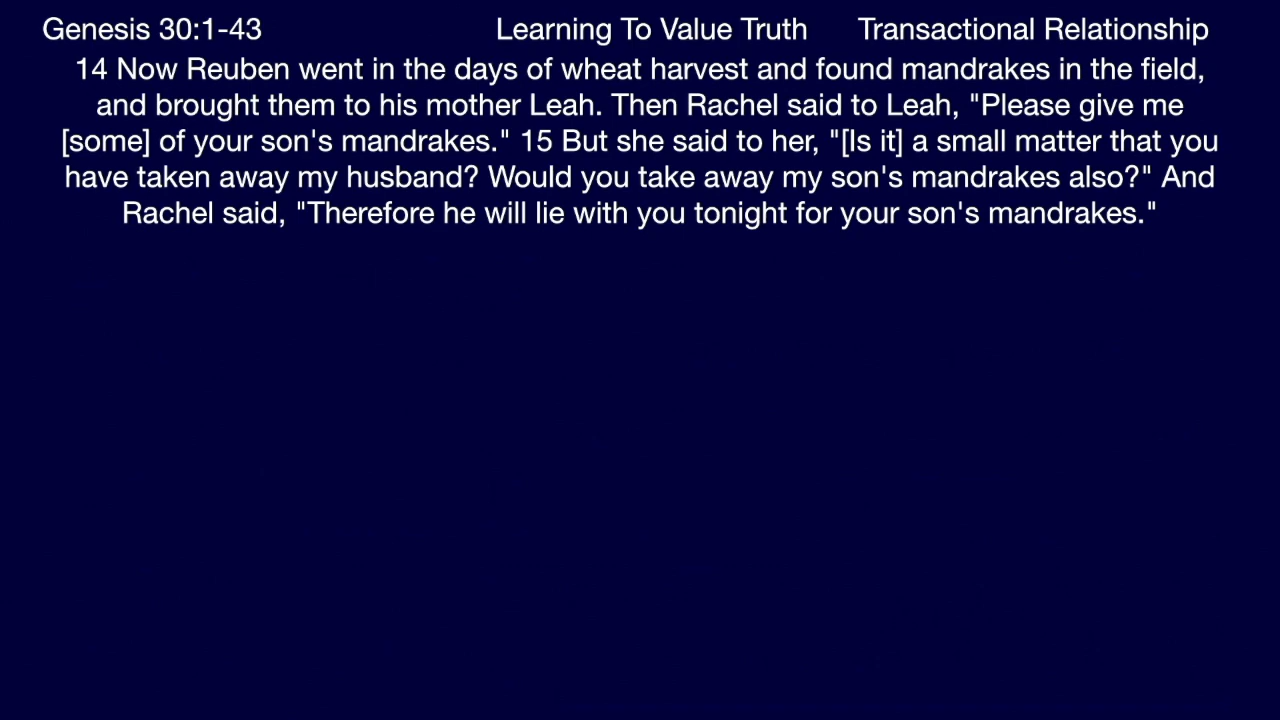 Genesis 30:1-43 Learning To Value Truth Transactional Relationship
14 Now Reuben went in the days of wheat harvest and found mandrakes in the field,
and brought them to his mother Leah. Then Rachel said to Leah, "Please give me
[some] of your son's mandrakes." 15 But she said to her, "[Is it] a small matter that you
have taken away my husband? Would you take away my son's mandrakes also?" And
Rachel said, "Therefore he will lie with you tonight for your son's mandrakes."